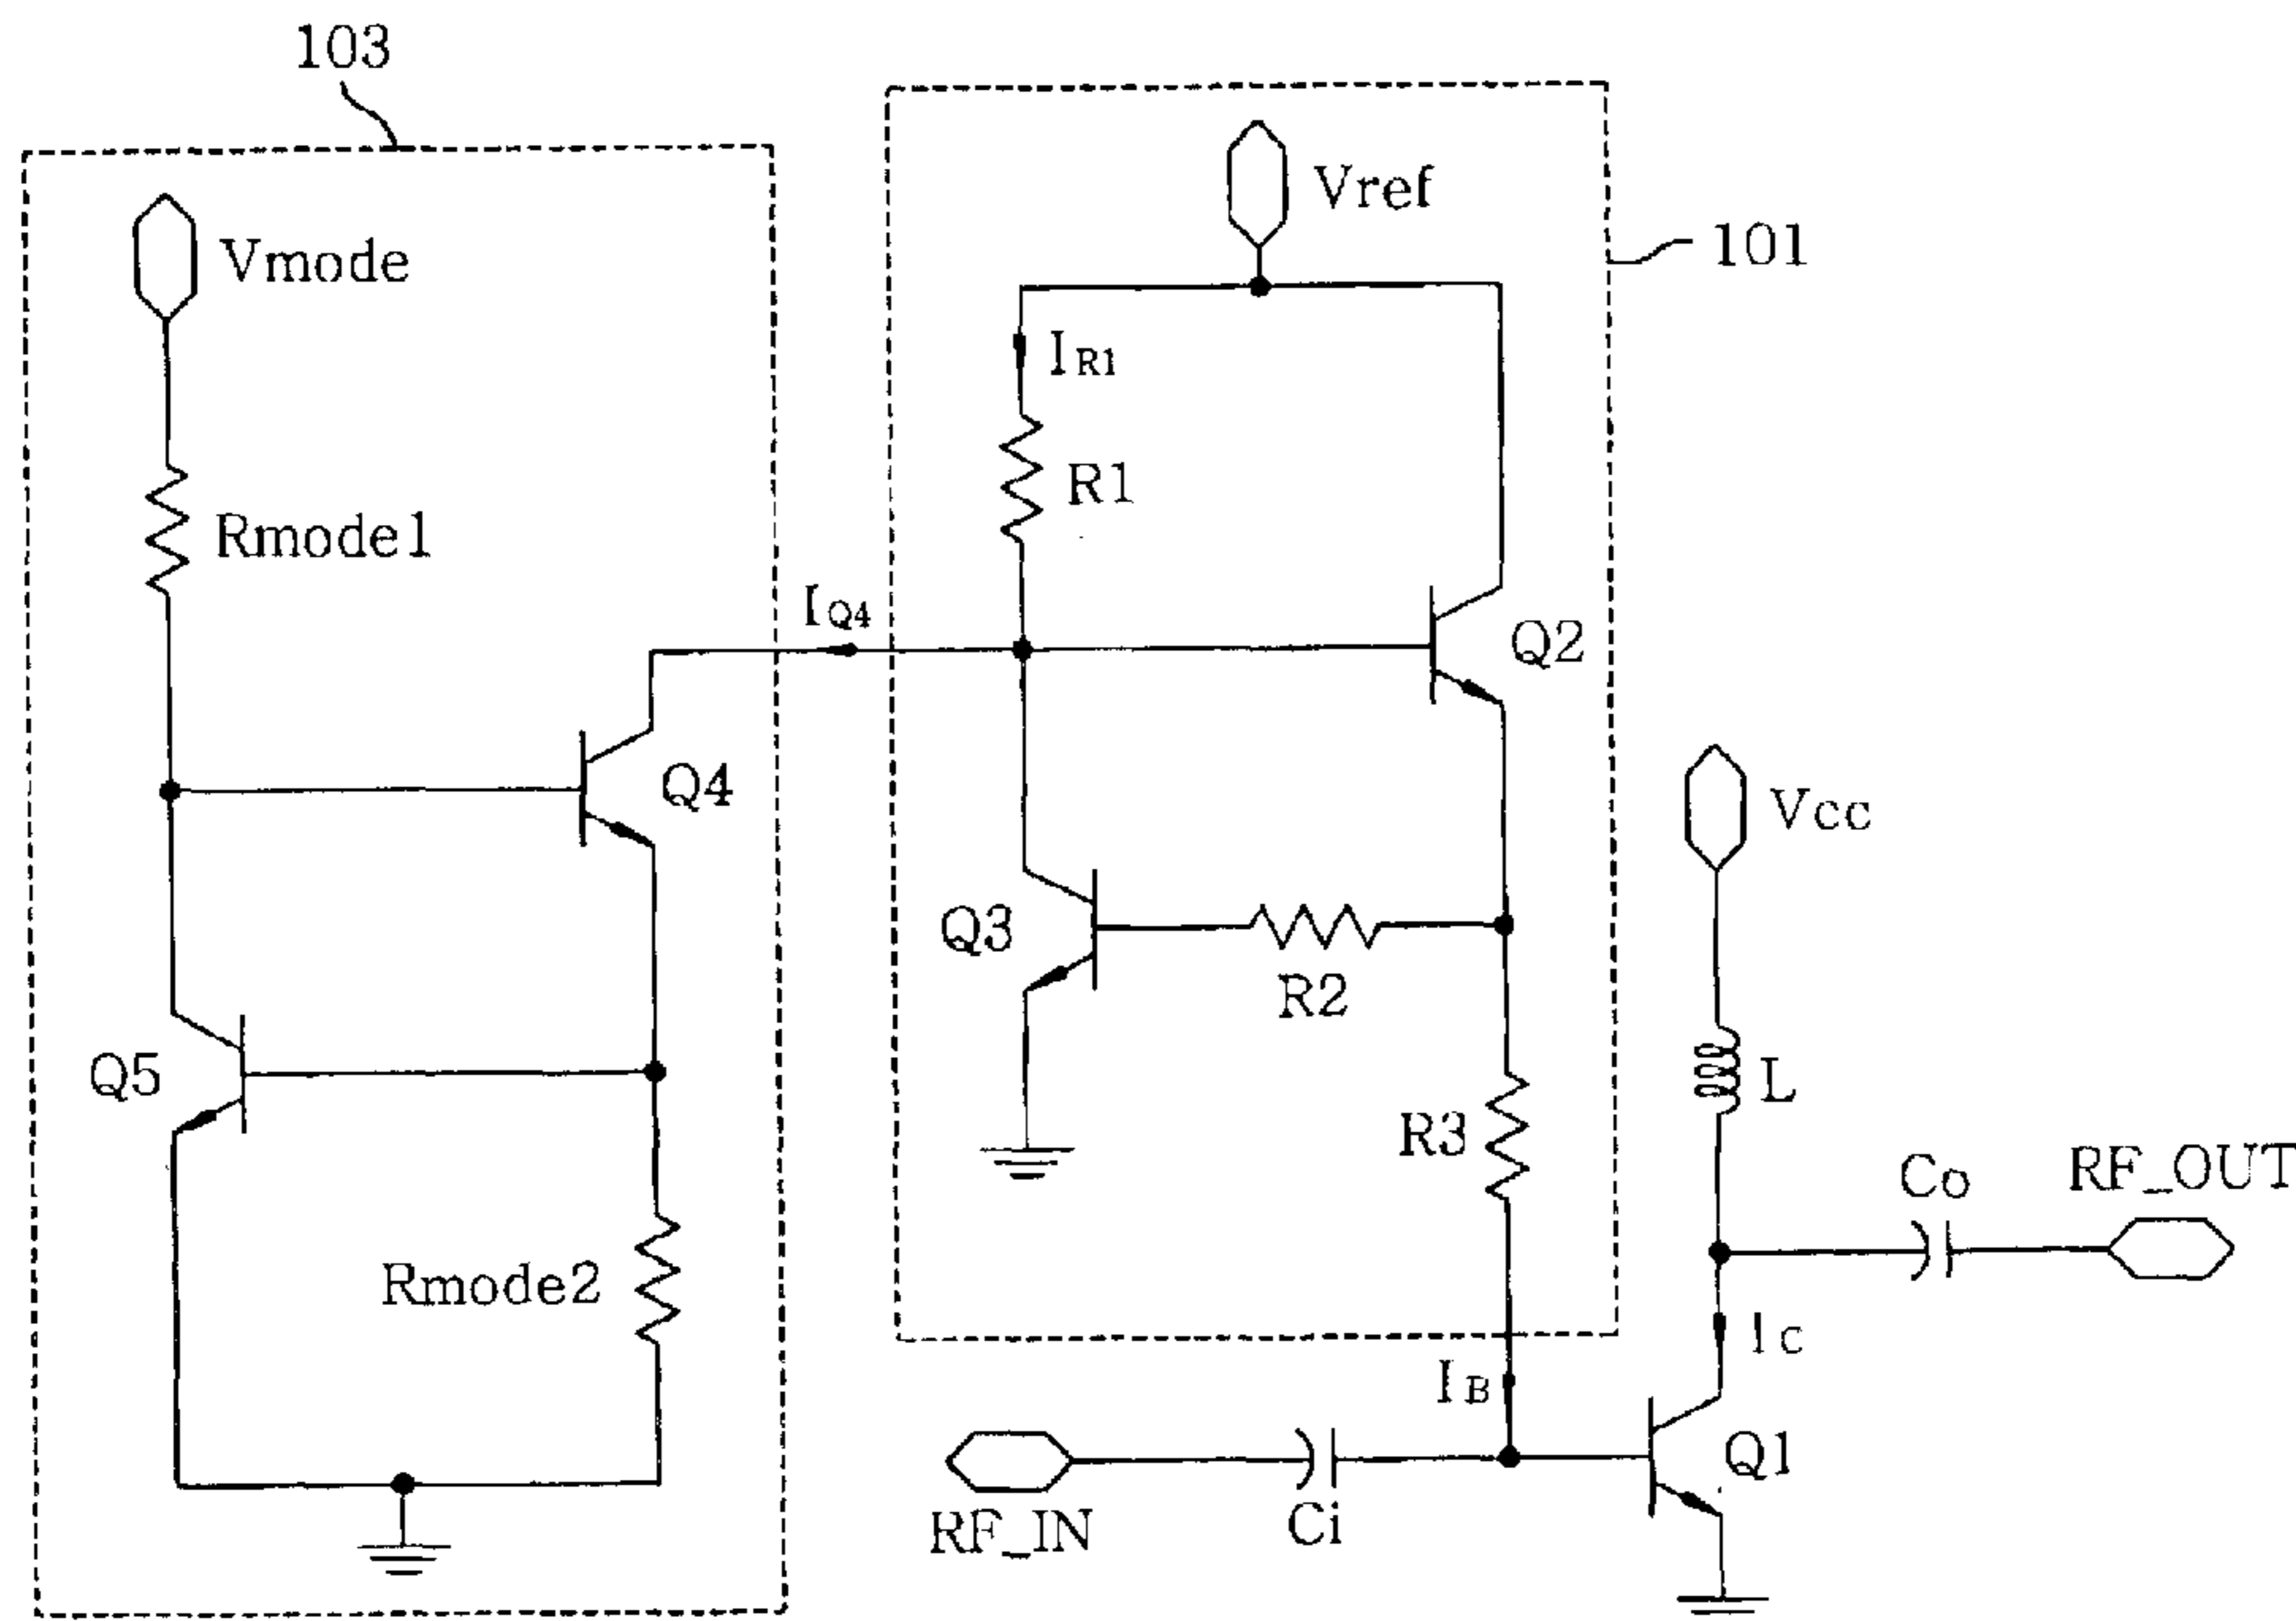 103
Vmode
Rmode1
Q4
Q5
Rmode2
IQ4
Vref
101
IR1
R1
Q2
Q3
R2
R3
Vcc
L
Co
RF_OUT
IC
IB
Q1
RF_IN
Ci